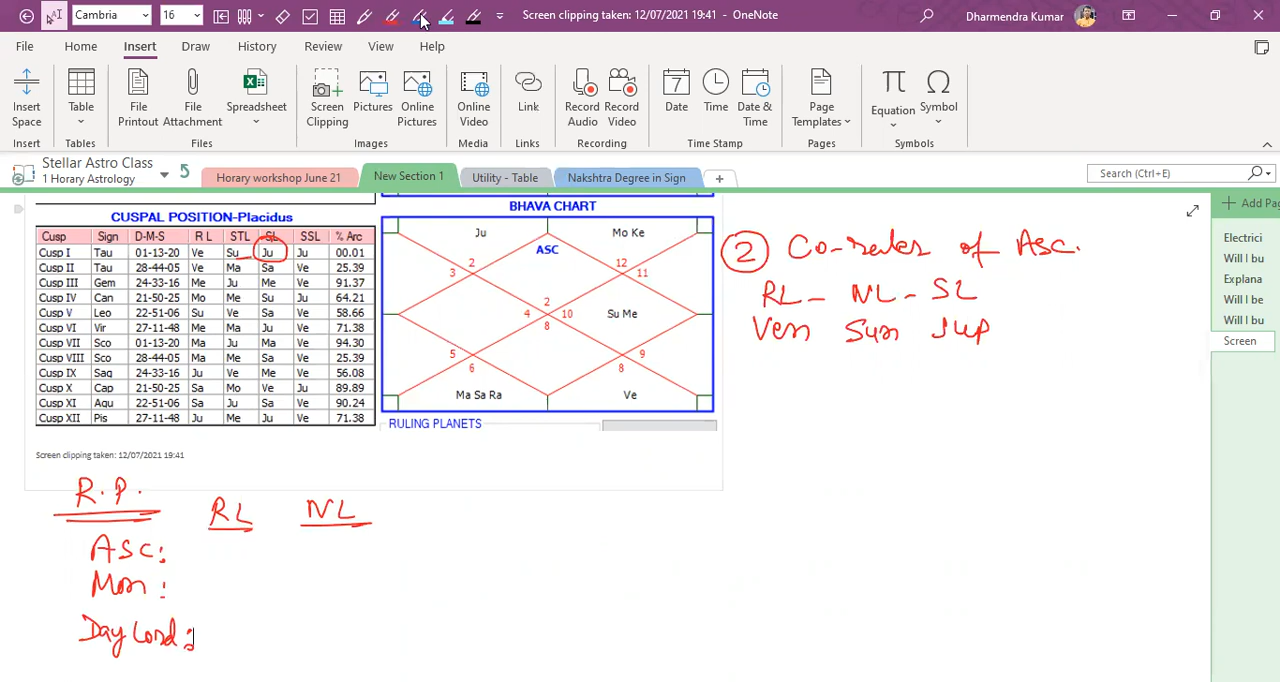 Cambria 16 Screen clipping taken: 12/07/2021 19:41 - OneNote Dharmendra Kumar
File Home Insert Draw History Review View Help
Insert Space Table File Printout File Attachment Spreadsheet Screen Clipping Pictures Online Pictures Online Video Link Record Audio Record Video Date Time Date & Time Page Templates Equation Symbol
Insert Tables Files Images Media Links Recording Time Stamp Pages Symbols
Stellar Astro Class
1 Horary Astrology
Horary workshop June 21 New Section 1 Utility - Table Nakshtra Degree in Sign + Search (Ctrl+E)
CUSPAL POSITION-Placidus
Cusp Sign D-M-S R L STL SL SSL % Arc
Cusp I Tau 01-13-20 Ve Su Ju Ju 00.01
Cusp II Tau 28-44-05 Ve Ma Sa Ve 25.39
Cusp III Gem 24-33-16 Me Ju Me Ve 91.37
Cusp IV Can 21-50-25 Mo Me Su Ju 64.21
Cusp V Leo 22-51-06 Su Ve Sa Ve 58.66
Cusp VI Vir 27-11-48 Me Ma Ju Ve 71.38
Cusp VII Sco 01-13-20 Ma Ju Ma Ve 94.30
Cusp VIII Sco 28-44-05 Ma Me Sa Ve 25.39
Cusp IX Sag 24-33-16 Ju Ve Me Ve 56.08
Cusp X Cap 21-50-25 Sa Mo Ve Ju 89.89
Cusp XI Aqu 22-51-06 Sa Ju Sa Ve 90.24
Cusp XII Pis 27-11-48 Ju Me Ju Ve 71.38
BHAVA CHART
Ju Mo Ke
ASC
3 2 12 11
2
4 10 Su Me
8
5 6 9 8
Ma Sa Ra Ve
RULING PLANETS
Screen clipping taken: 12/07/2021 19:41
2 Co-rulers of Asc.
RL - NL - SL
Ven Sun Jup
R.P. RL NL
Asc:
Mon:
Day Lord:
Add Pag
Electrici
Will I bu
Explana
Will I be
Will I bu
Screen